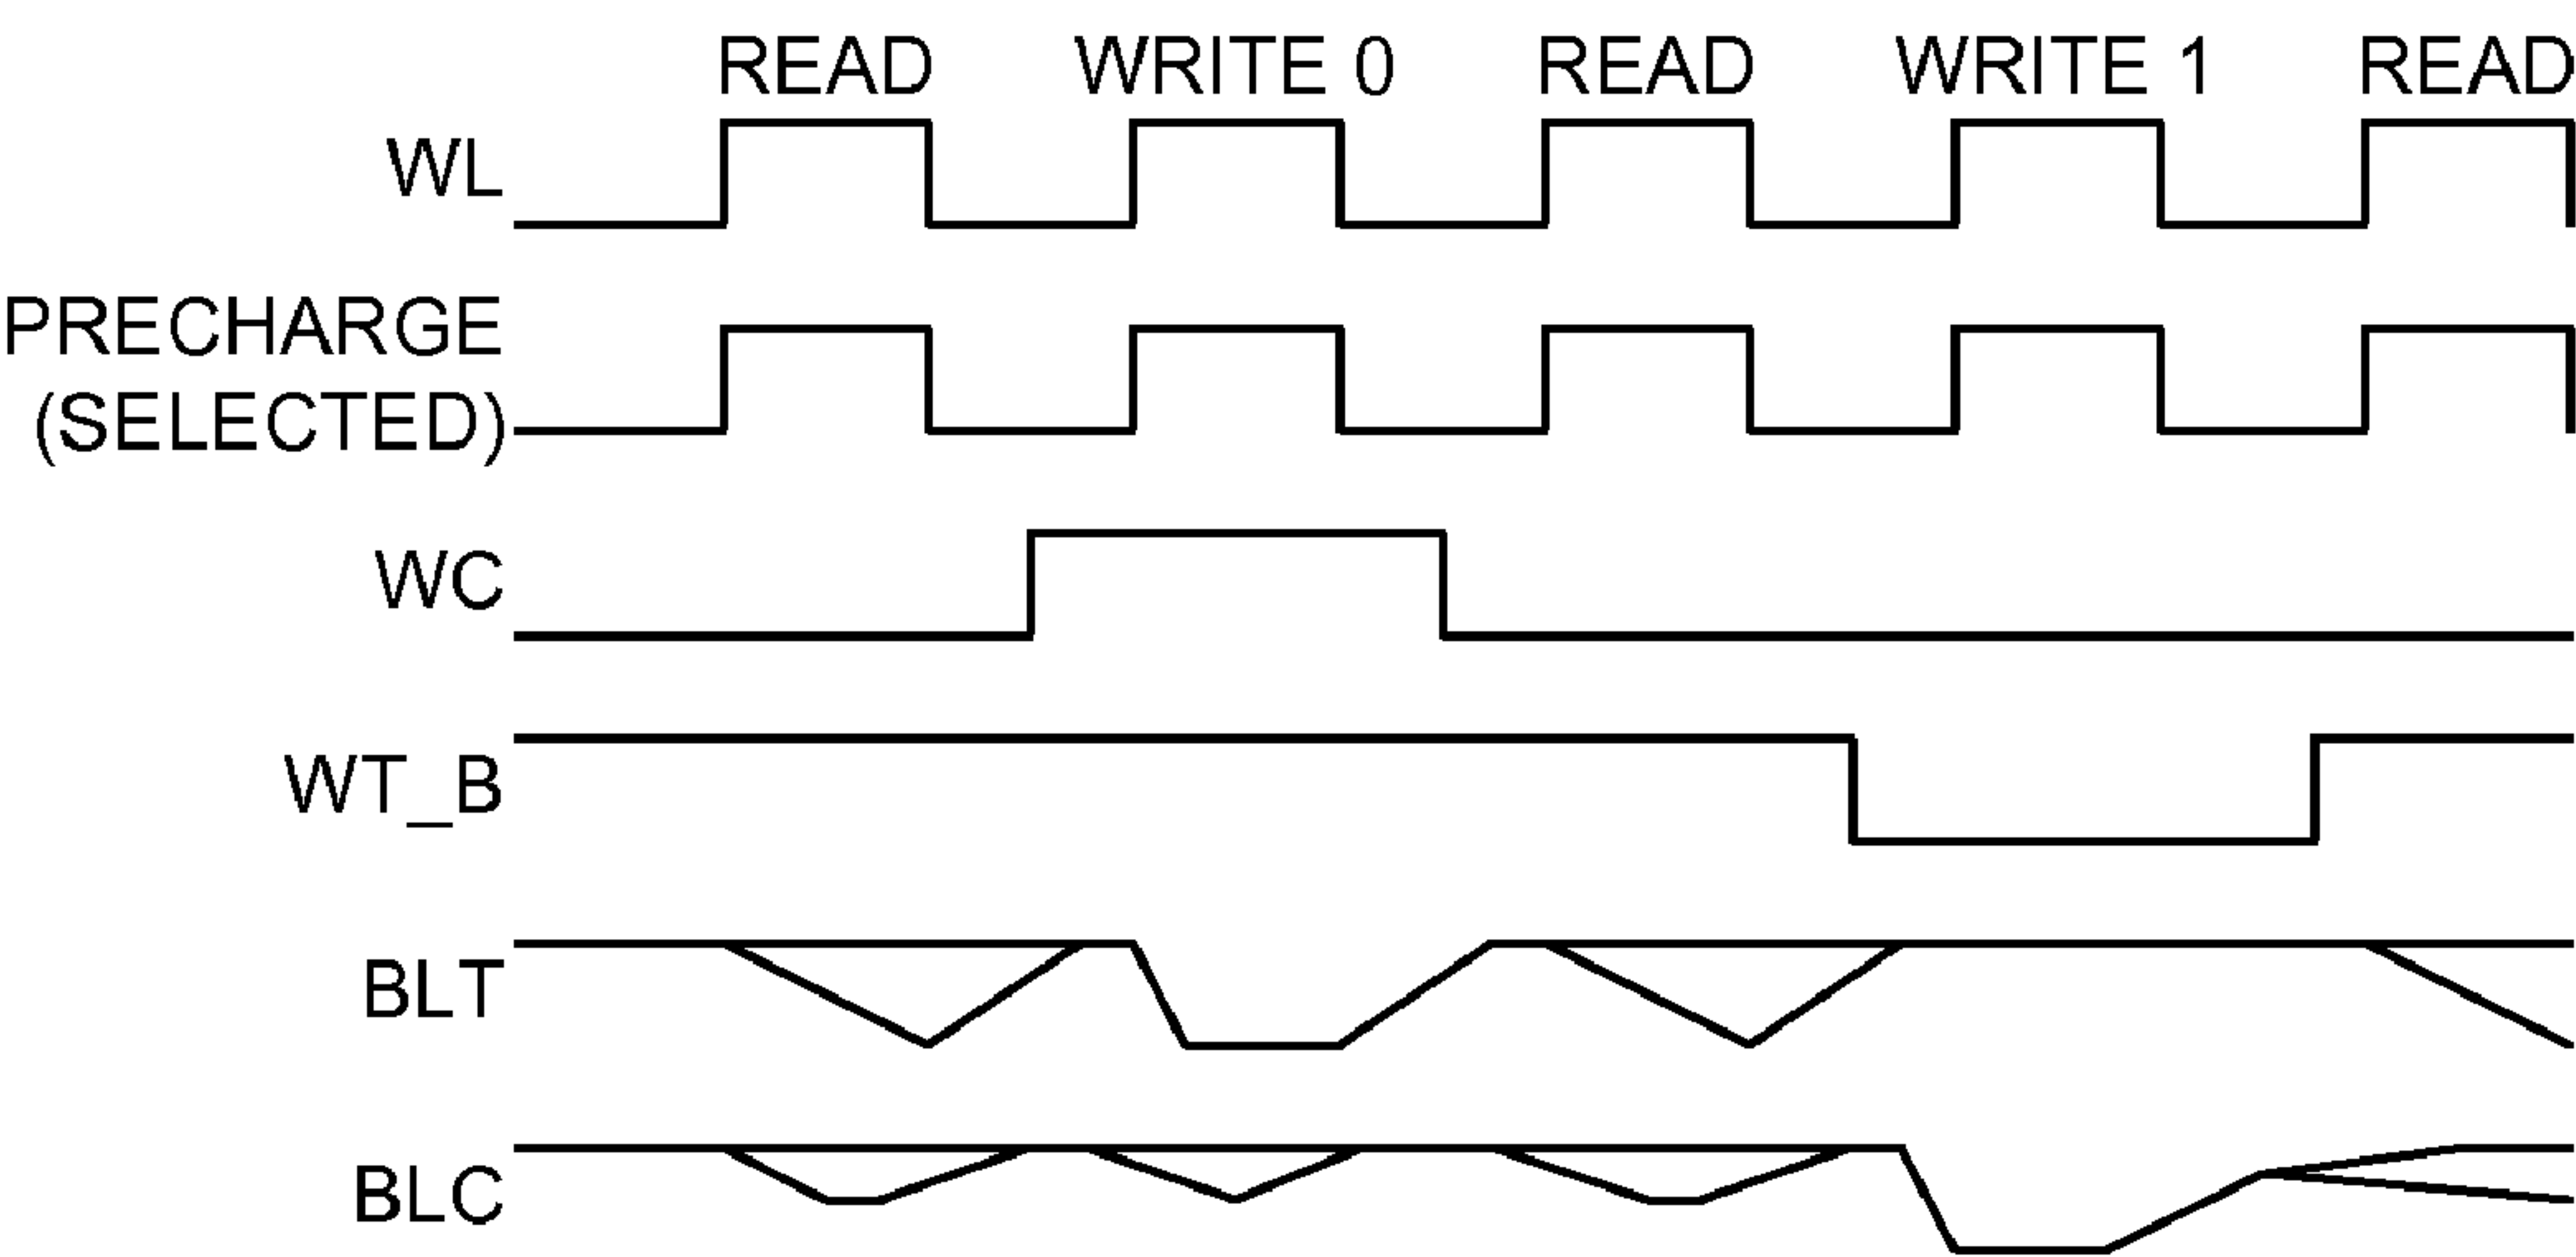 READ WRITE 0 READ WRITE 1 READ
WL
PRECHARGE
(SELECTED)
WC
WT_B
BLT
BLC